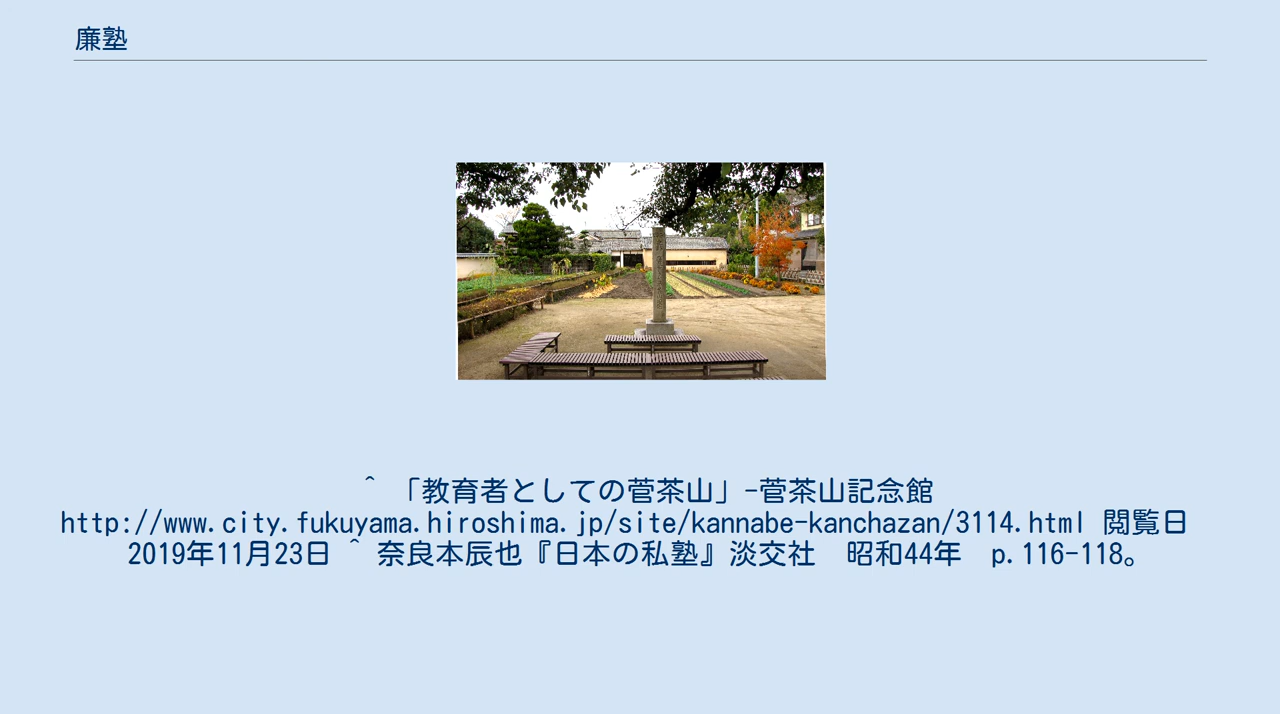 廉塾
^ 「教育者としての菅茶山」-菅茶山記念館
http://www.city.fukuyama.hiroshima.jp/site/kannabe-kanchazan/3114.html 閲覧日
2019年11月23日 ^ 奈良本辰也『日本の私塾』淡交社　昭和44年　p.116-118。